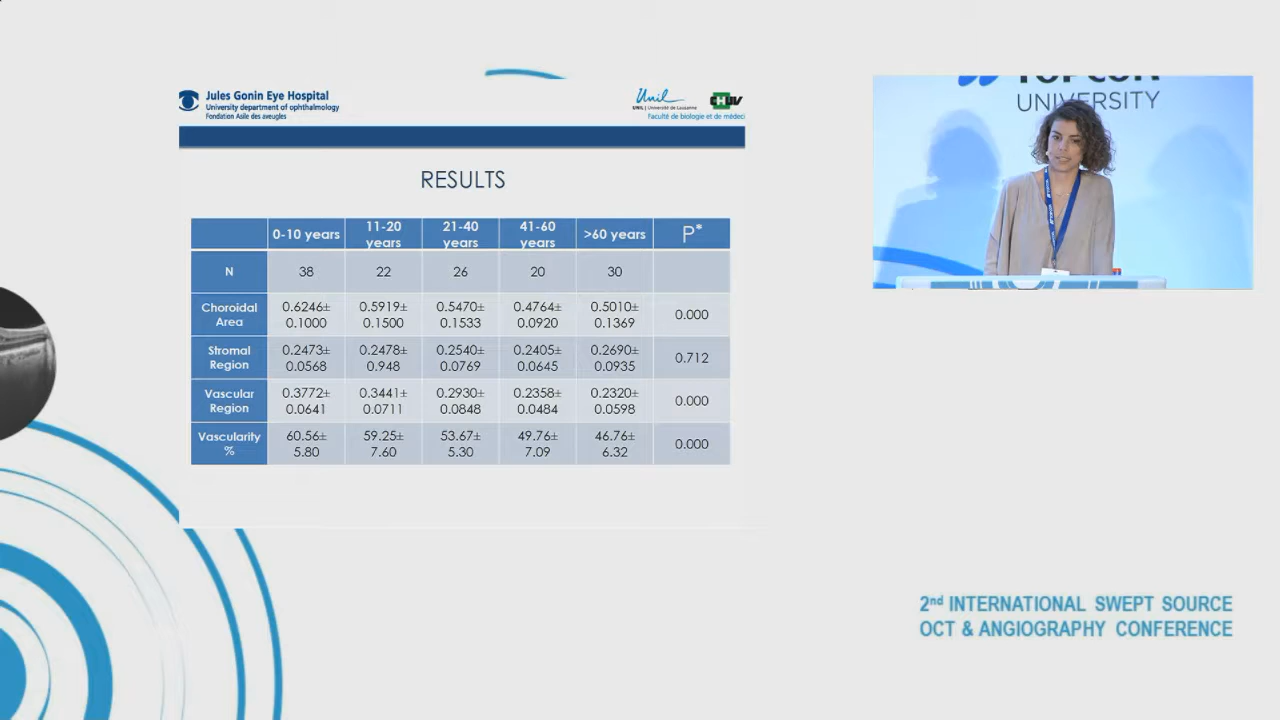 Jules Gonin Eye Hospital
University department of ophthalmology
Fondation Asile des aveugles
Unil
UNIL | Université de Lausanne
CHUV
Faculté de biologie et de médeci
UNIVERSITY
RESULTS
0-10 years 11-20 years 21-40 years 41-60 years >60 years P*
N 38 22 26 20 30
Choroidal Area 0.6246± 0.1000 0.5919± 0.1500 0.5470± 0.1533 0.4764± 0.0920 0.5010± 0.1369 0.000
Stromal Region 0.2473± 0.0568 0.2478± 0.948 0.2540± 0.0769 0.2405± 0.0645 0.2690± 0.0935 0.712
Vascular Region 0.3772± 0.0641 0.3441± 0.0711 0.2930± 0.0848 0.2358± 0.0484 0.2320± 0.0598 0.000
Vascularity % 60.56± 5.80 59.25± 7.60 53.67± 5.30 49.76± 7.09 46.76± 6.32 0.000
2nd INTERNATIONAL SWEPT SOURCE
OCT & ANGIOGRAPHY CONFERENCE